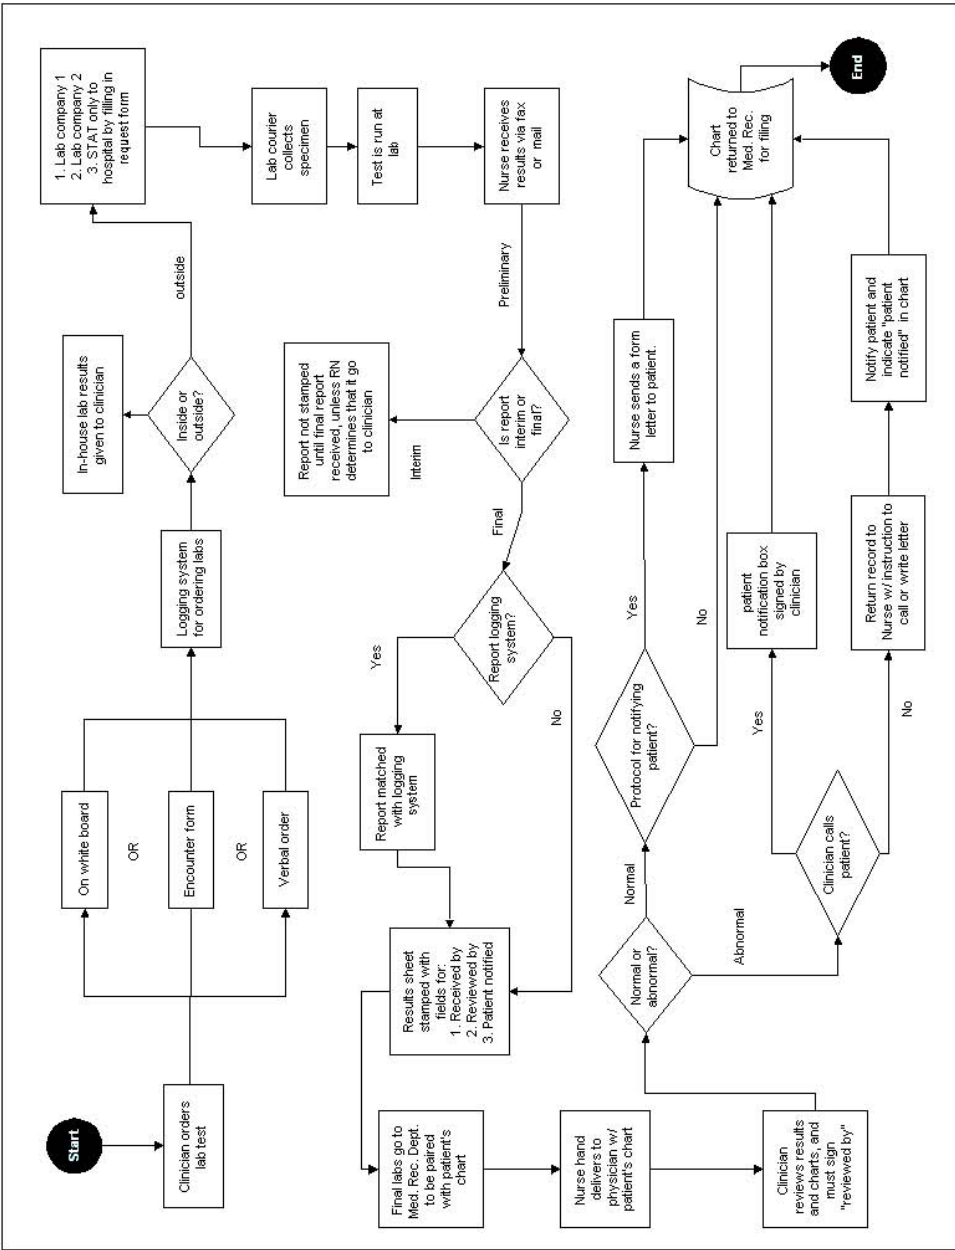 Start
Clinician orders
lab test
On white board
OR
Encounter form
OR
Verbal order
Logging system
for ordering labs
Inside or
outside?
In-house lab results
given to clinician
outside
1. Lab company 1
2. Lab company 2
3. STAT only to
hospital by filling in
request form
Lab courier
collects
specimen
Test is run at
lab
Nurse receives
results via fax
or mail
Preliminary
Is report
interim or
final?
Interim
Report not stamped
until final report
received, unless RN
determines that it go
to clinician
Final
Report logging
system?
Yes
Report matched
with logging
system
No
Results sheet
stamped with
fields for:
1. Received by
2. Reviewed by
3. Patient notified
Final labs go to
Med. Rec. Dept.
to be paired
with patient's
chart
Nurse hand
delivers to
physician w/
patient's chart
Clinician
reviews results
and charts, and
must sign
"reviewed by"
Normal or
abnormal?
Normal
Protocol for notifying
patient?
Yes
Nurse sends a form
letter to patient.
No
Abnormal
Clinician calls
patient?
Yes
patient
notification box
signed by
clinician
No
Return record to
Nurse w/ instruction to
call or write letter
Notify patient and
indicate "patient
notified" in chart
Chart
returned to
Med. Rec.
for filing
End